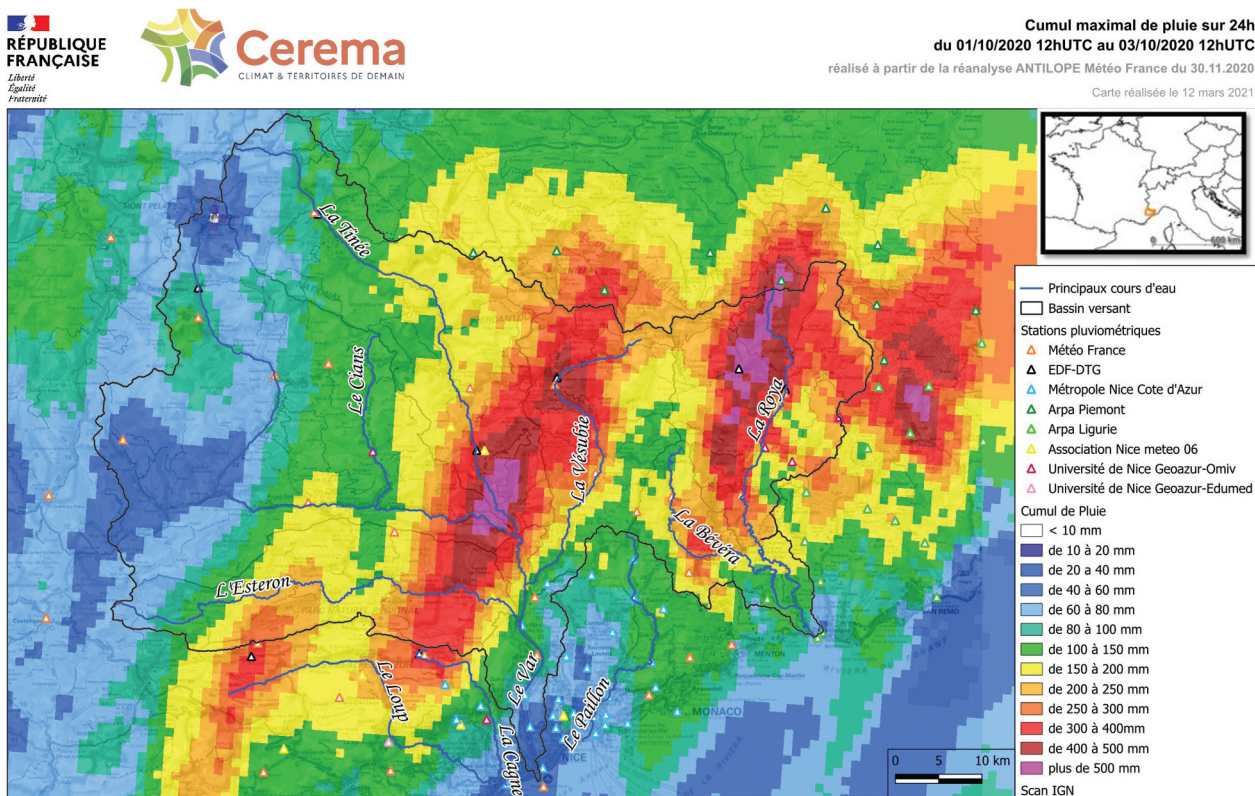 RÉPUBLIQUE
FRANÇAISE
Liberté
Égalité
Fraternité
Cerema
CLIMAT & TERRITOIRES DE DEMAIN
Cumul maximal de pluie sur 24h
du 01/10/2020 12hUTC au 03/10/2020 12hUTC
réalisé à partir de la réanalyse ANTILOPE Météo France du 30.11.2020
Carte réalisée le 12 mars 2021
La Tinée
Le Cians
La Vésubie
La Roya
La Bévéra
L'Esteron
Le Loup
La Cagne
Le Var
Le Paillon
MONT PELAT
PARC NATUREL RÉGIONAL
SAN REMO
MENTON
MONACO
NICE
500 km
Principaux cours d'eau
Bassin versant
Stations pluviométriques
Météo France
EDF-DTG
Métropole Nice Cote d'Azur
Arpa Piemont
Arpa Ligurie
Association Nice meteo 06
Université de Nice Geoazur-Omiv
Université de Nice Geoazur-Edumed
Cumul de Pluie
< 10 mm
de 10 à 20 mm
de 20 a 40 mm
de 40 à 60 mm
de 60 à 80 mm
de 80 à 100 mm
de 100 à 150 mm
de 150 à 200 mm
de 200 à 250 mm
de 250 à 300 mm
de 300 à 400mm
de 400 à 500 mm
plus de 500 mm
Scan IGN
0 5 10 km